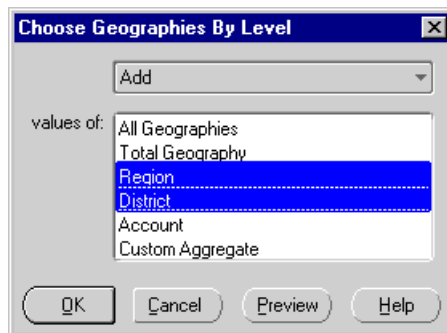 Choose Geographies By Level
Add
values of:
All Geographies
Total Geography
Region
District
Account
Custom Aggregate
OK
Cancel
Preview
Help